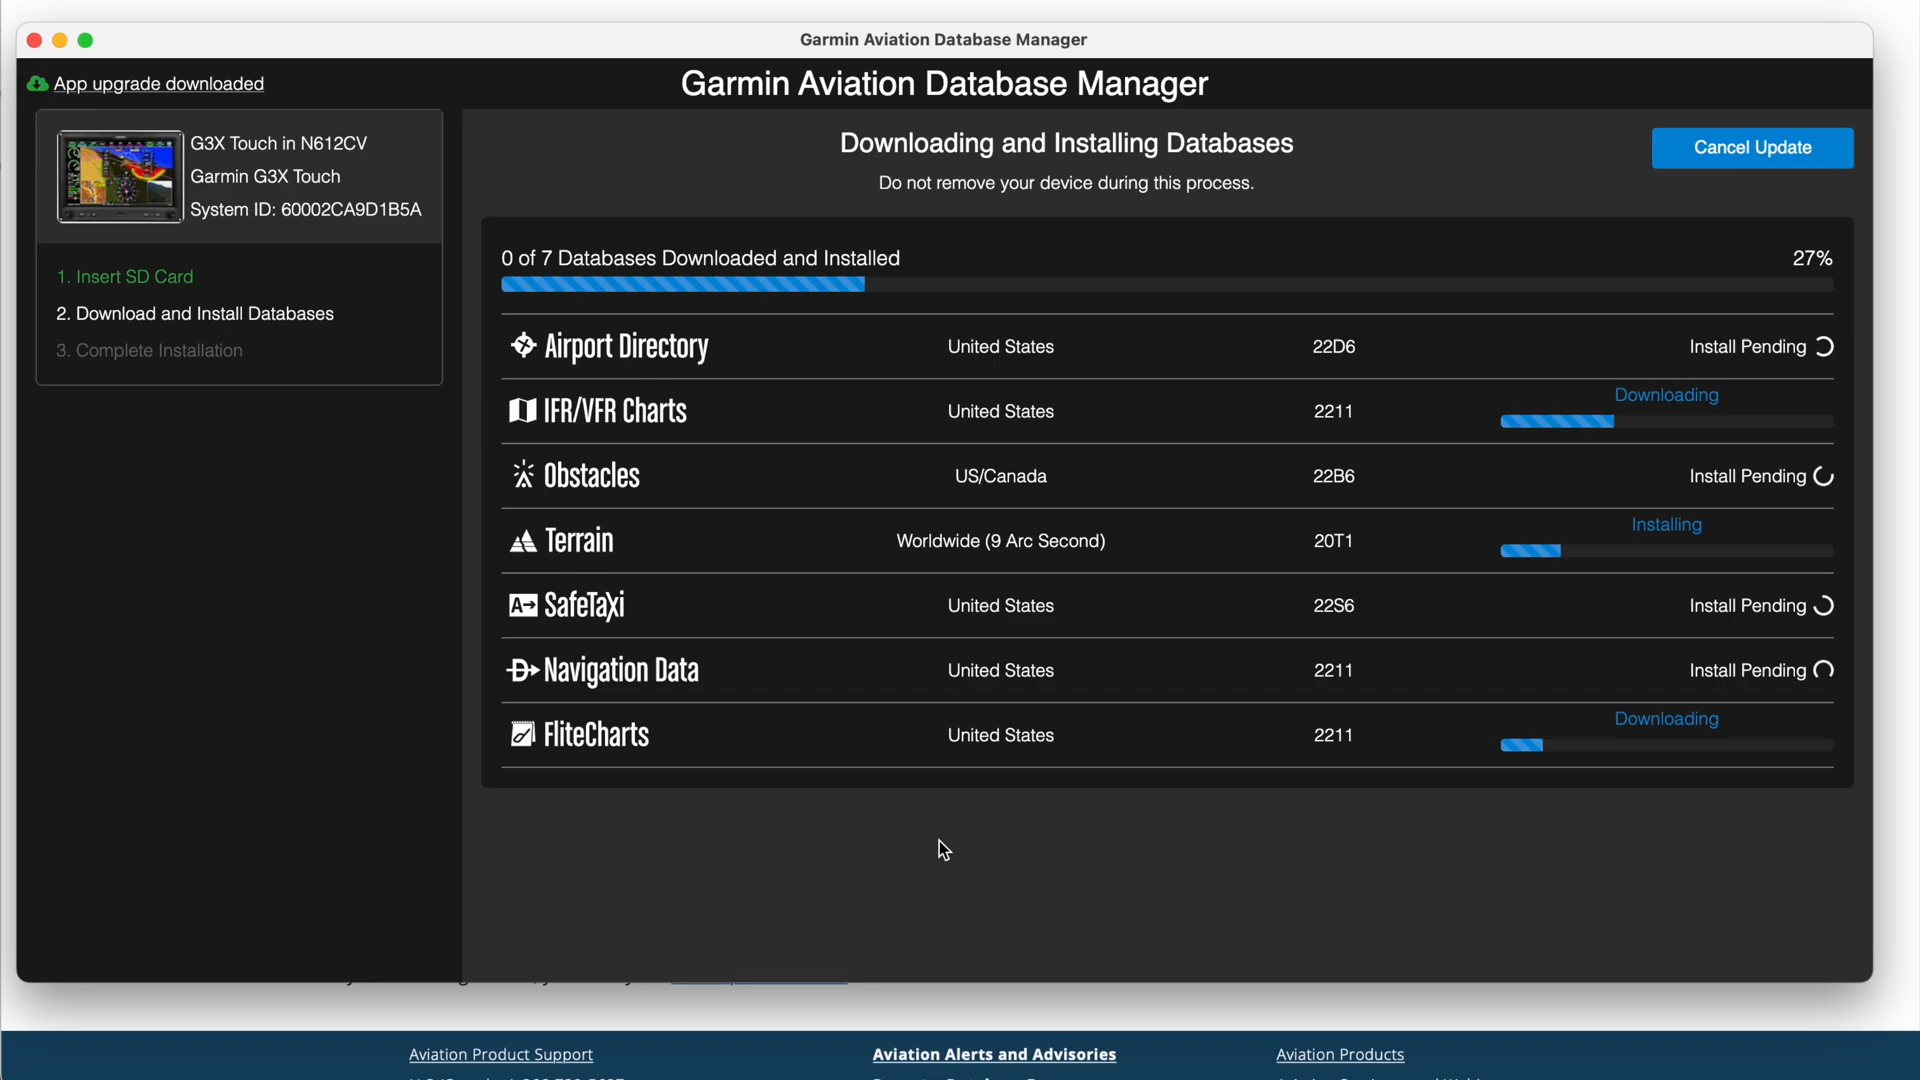 Garmin Aviation Database Manager
App upgrade downloaded
Garmin Aviation Database Manager
G3X Touch in N612CV
Garmin G3X Touch
System ID: 60002CA9D1B5A
1. Insert SD Card
2. Download and Install Databases
3. Complete Installation
Downloading and Installing Databases
Cancel Update
Do not remove your device during this process.
0 of 7 Databases Downloaded and Installed 27%
Airport Directory United States 22D6 Install Pending
IFR/VFR Charts United States 2211 Downloading
Obstacles US/Canada 22B6 Install Pending
Terrain Worldwide (9 Arc Second) 20T1 Installing
SafeTaxi United States 22S6 Install Pending
Navigation Data United States 2211 Install Pending
FliteCharts United States 2211 Downloading
Aviation Product Support Aviation Alerts and Advisories Aviation Products